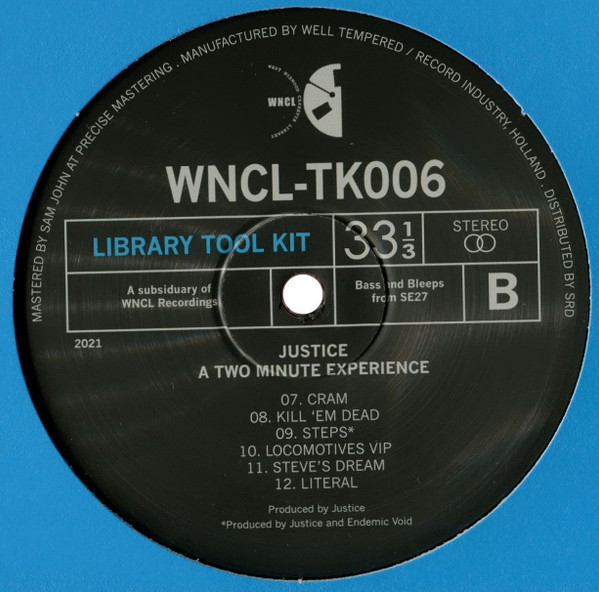 MASTERED BY SAM JOHN AT PRECISE MASTERING . MANUFACTURED BY WELL TEMPERED / RECORD INDUSTRY, HOLLAND . DISTRIBUTED BY SRD
WNCL
WNCL-TK006
LIBRARY TOOL KIT
33 1/3
STEREO
A subsiduary of
WNCL Recordings
Bass and Bleeps
from SE27
B
2021
JUSTICE
A TWO MINUTE EXPERIENCE
07. CRAM
08. KILL ‘EM DEAD
09. STEPS*
10. LOCOMOTIVES VIP
11. STEVE'S DREAM
12. LITERAL
Produced by Justice
*Produced by Justice and Endemic Void